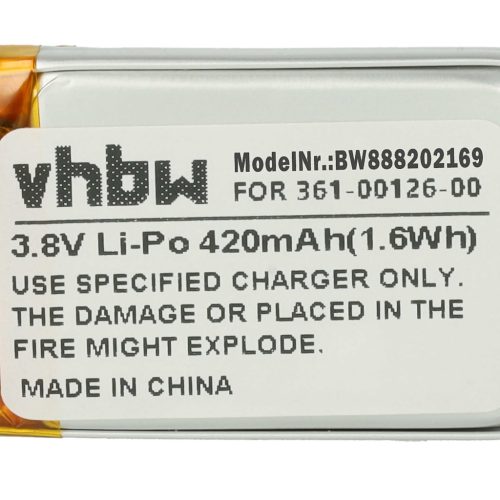 vhbw ModelNr.:BW888202169
FOR 361-00126-00
3.8V Li-Po 420mAh(1.6Wh)
USE SPECIFIED CHARGER ONLY.
THE DAMAGE OR PLACED IN THE
FIRE MIGHT EXPLODE.
MADE IN CHINA